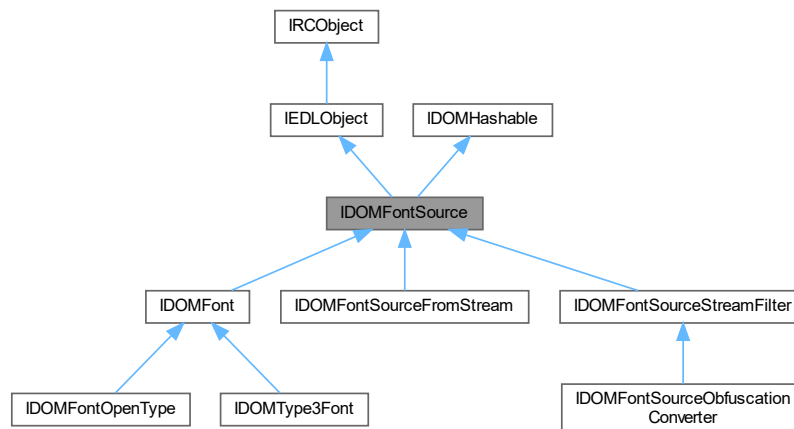 IRCObject
IEDLObject
IDOMHashable
IDOMFontSource
IDOMFont
IDOMFontSourceFromStream
IDOMFontSourceStreamFilter
IDOMFontOpenType
IDOMType3Font
IDOMFontSourceObfuscation
Converter